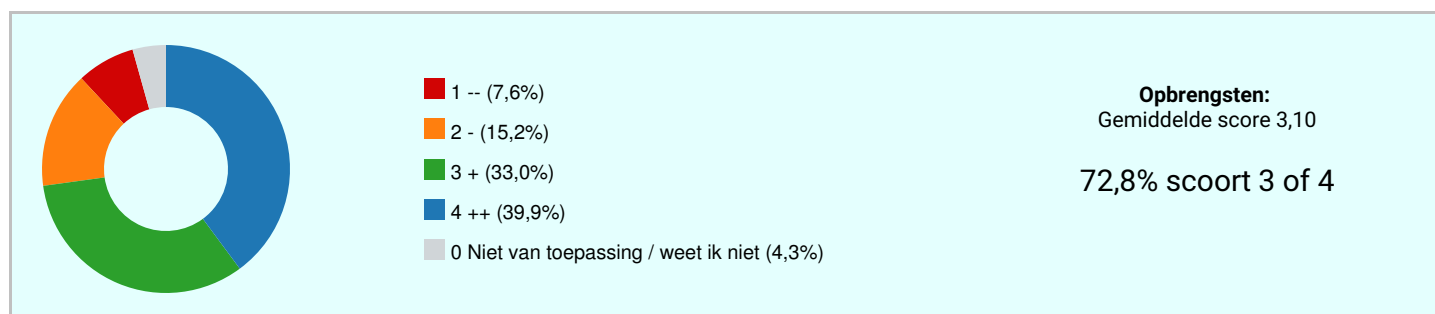 1 -- (7,6%)
2 - (15,2%)
3 + (33,0%)
4 ++ (39,9%)
0 Niet van toepassing / weet ik niet (4,3%)
Opbrengsten:
Gemiddelde score 3,10
72,8% scoort 3 of 4